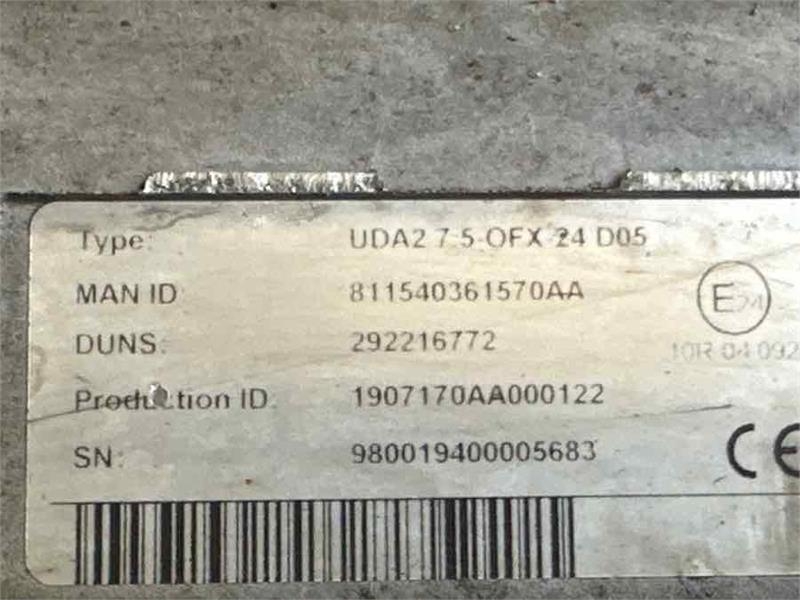 Type: UDA2 7.5-OFX-24 D05
MAN ID 811540361570AA
E24
DUNS: 292216772
10R 04 092
Production ID 1907170AA000122
SN: 980019400005683
CE